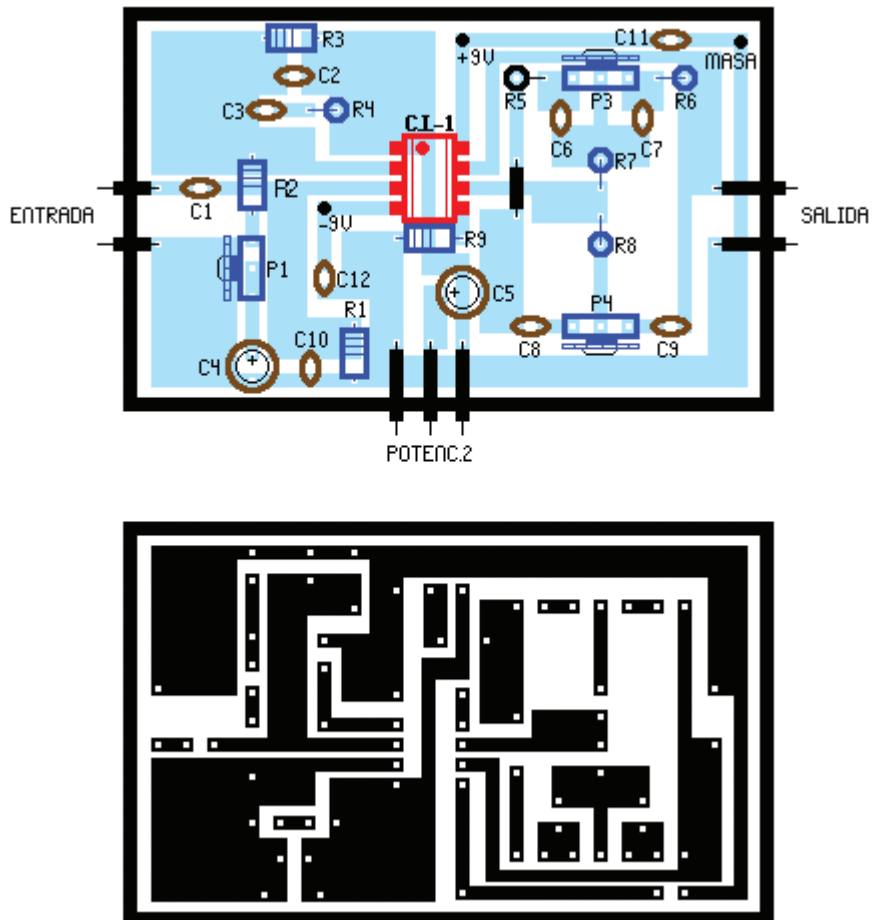 R3
C11
+9V
MASA
C2
C3
R4
C.I.-1
R5
P3
R6
C6
C7
R7
R2
C1
ENTRADA
-9V
SALIDA
R9
R8
P1
C12
C5
R1
P4
C10
C8
C9
C4
POTENC.2